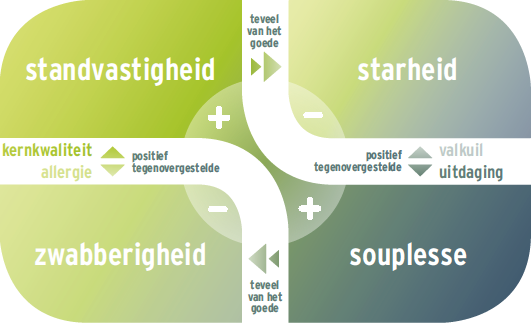 teveel
van het
goede
standvastigheid
starheid
+
–
kernkwaliteit
allergie
positief
tegenovergestelde
positief
tegenovergestelde
valkuil
uitdaging
–
+
zwabberigheid
souplesse
teveel
van het
goede